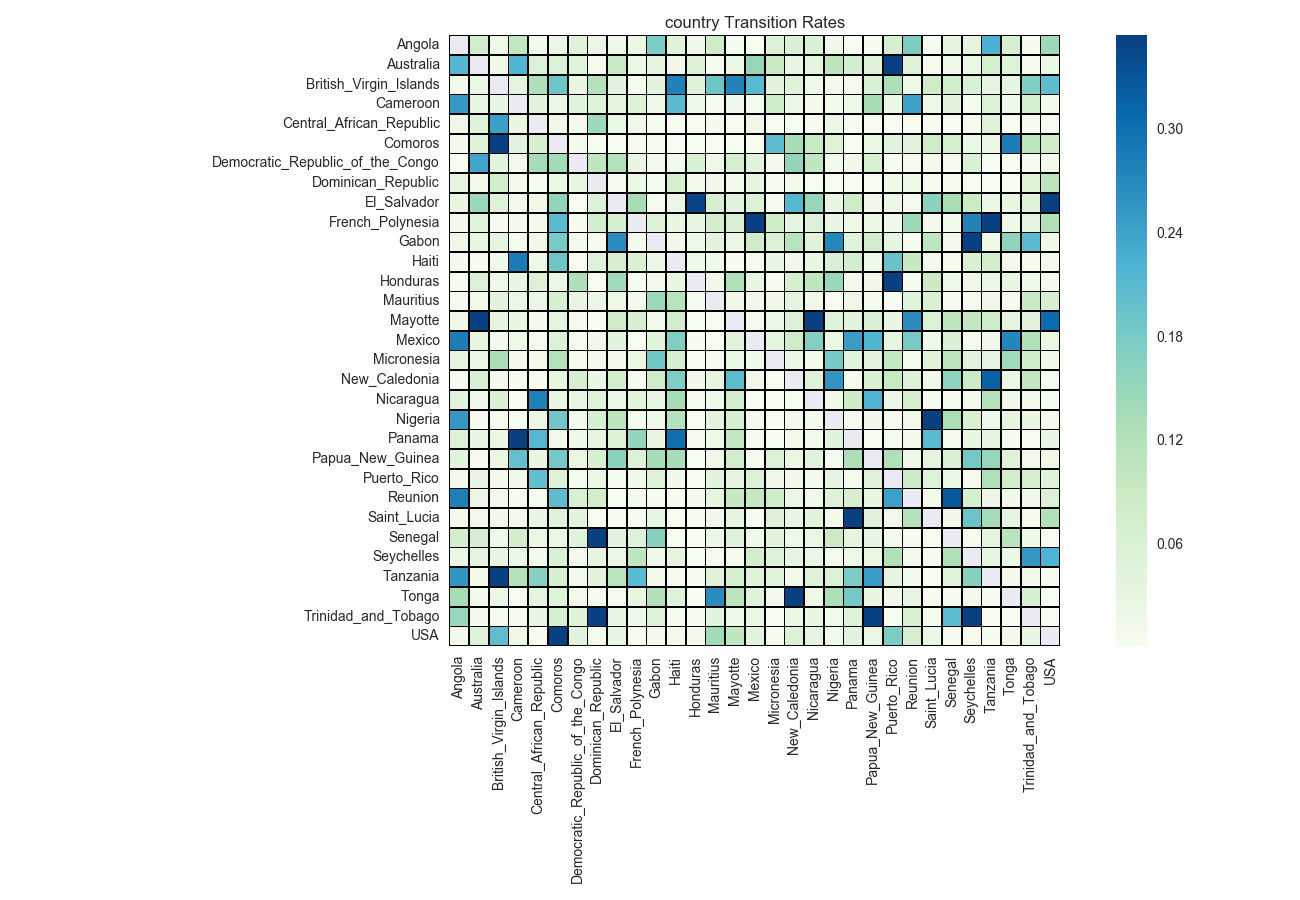 country Transition Rates
Angola
Australia
British_Virgin_Islands
Cameroon
Central_African_Republic
Comoros
Democratic_Republic_of_the_Congo
Dominican_Republic
El_Salvador
French_Polynesia
Gabon
Haiti
Honduras
Mauritius
Mayotte
Mexico
Micronesia
New_Caledonia
Nicaragua
Nigeria
Panama
Papua_New_Guinea
Puerto_Rico
Reunion
Saint_Lucia
Senegal
Seychelles
Tanzania
Tonga
Trinidad_and_Tobago
USA
Angola
Australia
British_Virgin_Islands
Cameroon
Central_African_Republic
Comoros
Democratic_Republic_of_the_Congo
Dominican_Republic
El_Salvador
French_Polynesia
Gabon
Haiti
Honduras
Mauritius
Mayotte
Mexico
Micronesia
New_Caledonia
Nicaragua
Nigeria
Panama
Papua_New_Guinea
Puerto_Rico
Reunion
Saint_Lucia
Senegal
Seychelles
Tanzania
Tonga
Trinidad_and_Tobago
USA
0.30
0.24
0.18
0.12
0.06